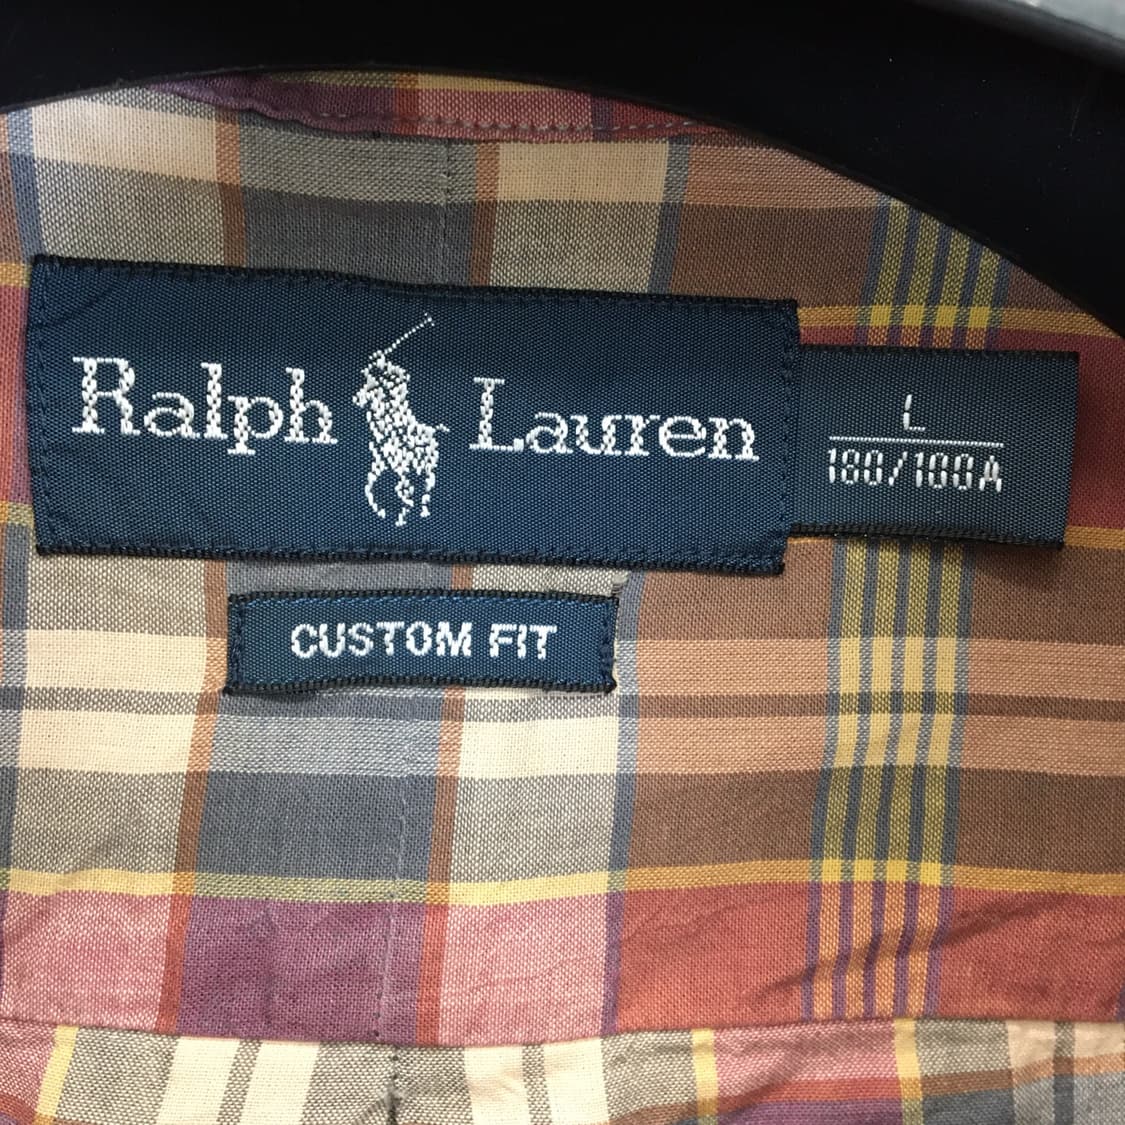 Ralph Lauren
L
180/100A
CUSTOM FIT